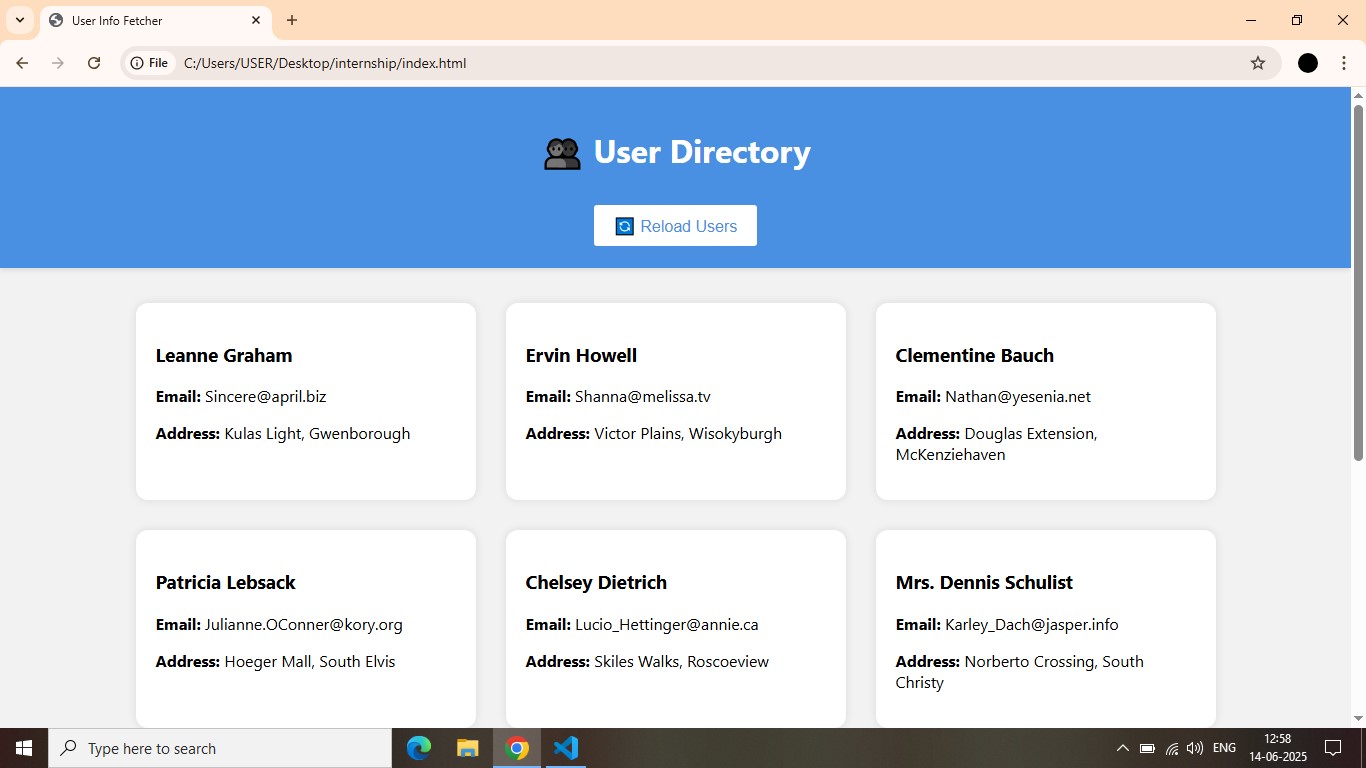 User Info Fetcher
File C:/Users/USER/Desktop/internship/index.html
User Directory
Reload Users
Leanne Graham
Email: Sincere@april.biz
Address: Kulas Light, Gwenborough
Ervin Howell
Email: Shanna@melissa.tv
Address: Victor Plains, Wisokyburgh
Clementine Bauch
Email: Nathan@yesenia.net
Address: Douglas Extension,
McKenziehaven
Patricia Lebsack
Email: Julianne.OConner@kory.org
Address: Hoeger Mall, South Elvis
Chelsey Dietrich
Email: Lucio_Hettinger@annie.ca
Address: Skiles Walks, Roscoeview
Mrs. Dennis Schulist
Email: Karley_Dach@jasper.info
Address: Norberto Crossing, South
Christy
Type here to search
ENG
12:58
14-06-2025